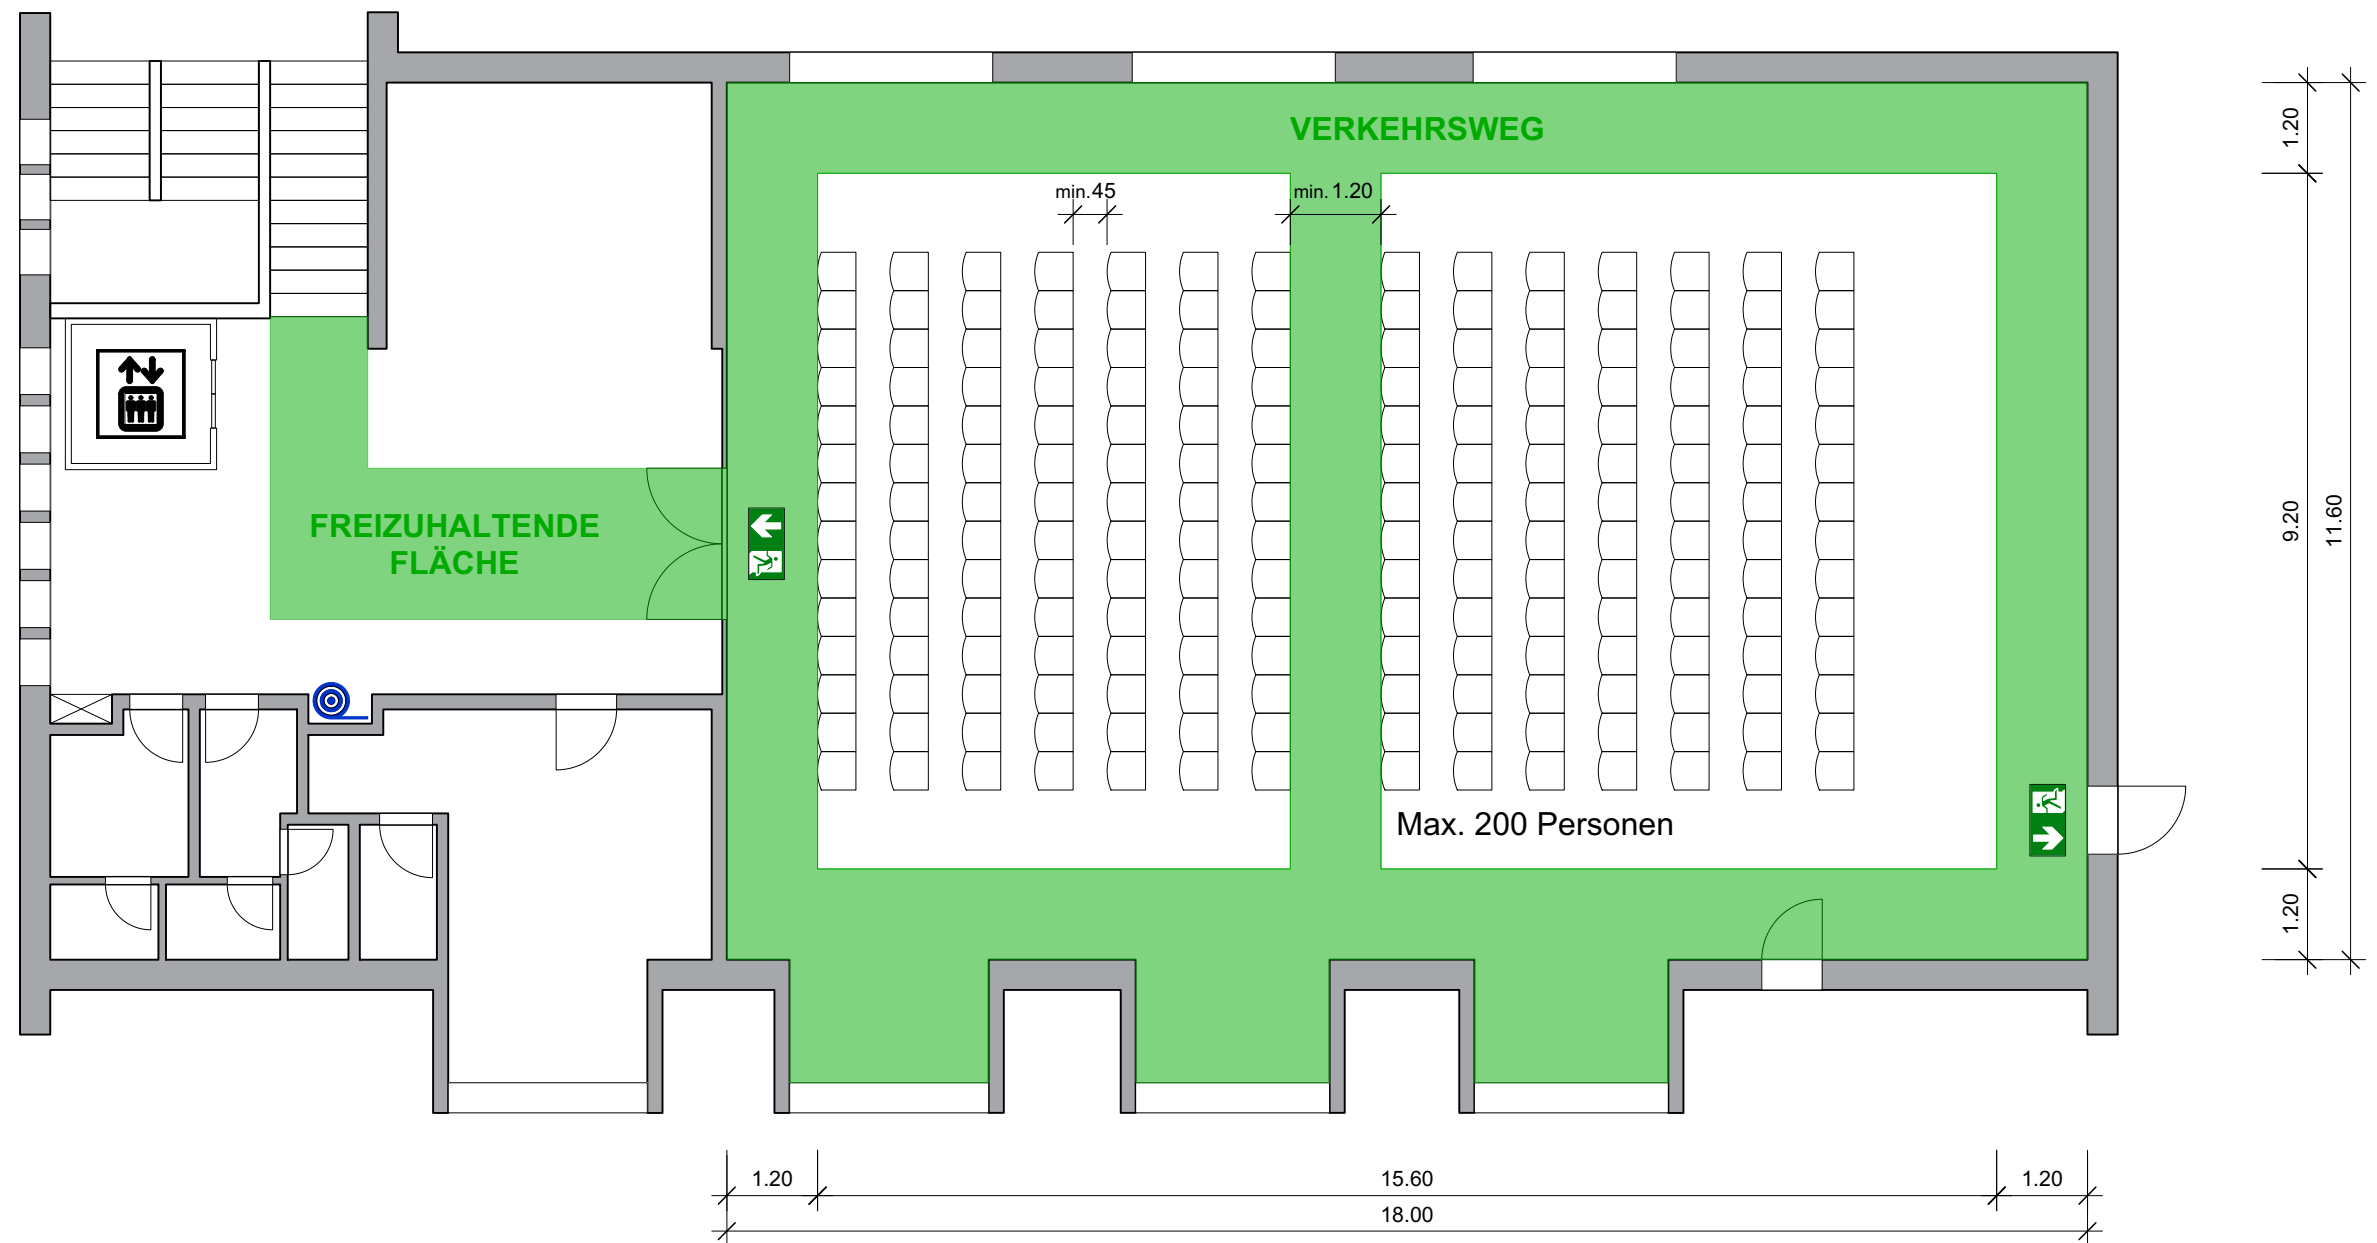 VERKEHRSWEG
min.45
min.1.20
FREIZUHALTENDE
FLÄCHE
Max. 200 Personen
1.20
9.20
11.60
1.20
1.20
15.60
1.20
18.00